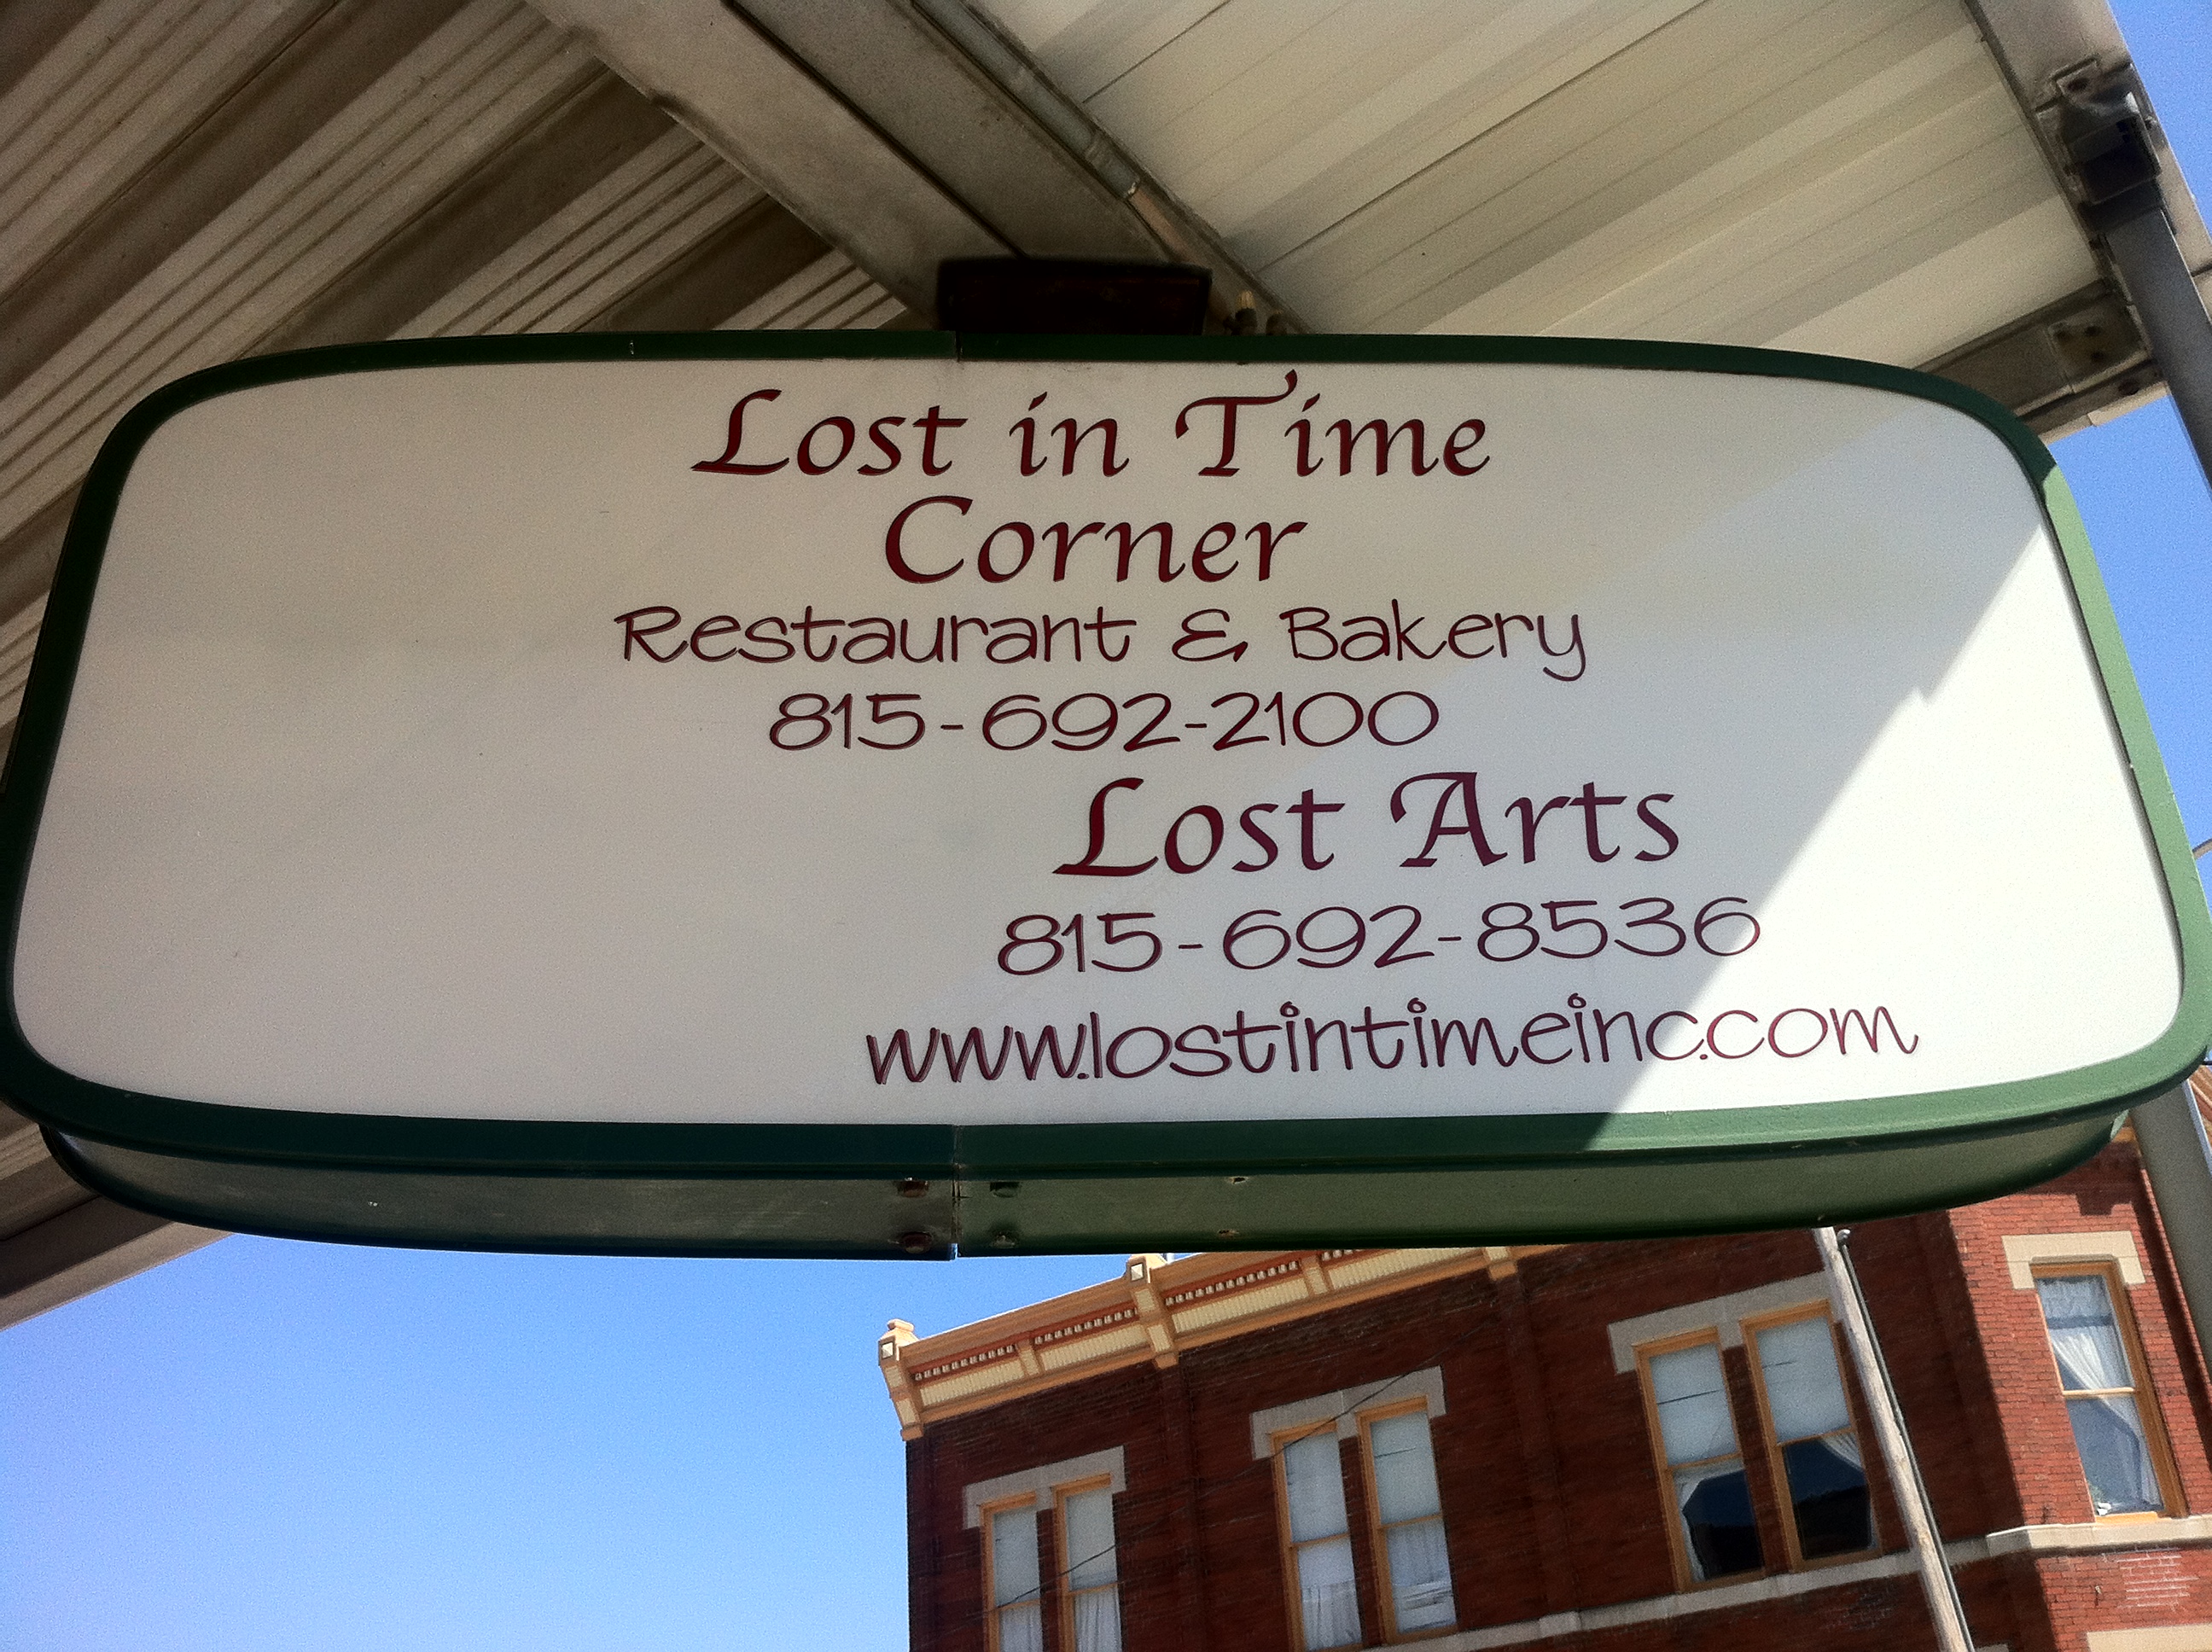 Lost in Time
Corner
Restaurant & Bakery
815-692-2100
Lost Arts
815-692-8536
www.lostintimeinc.com